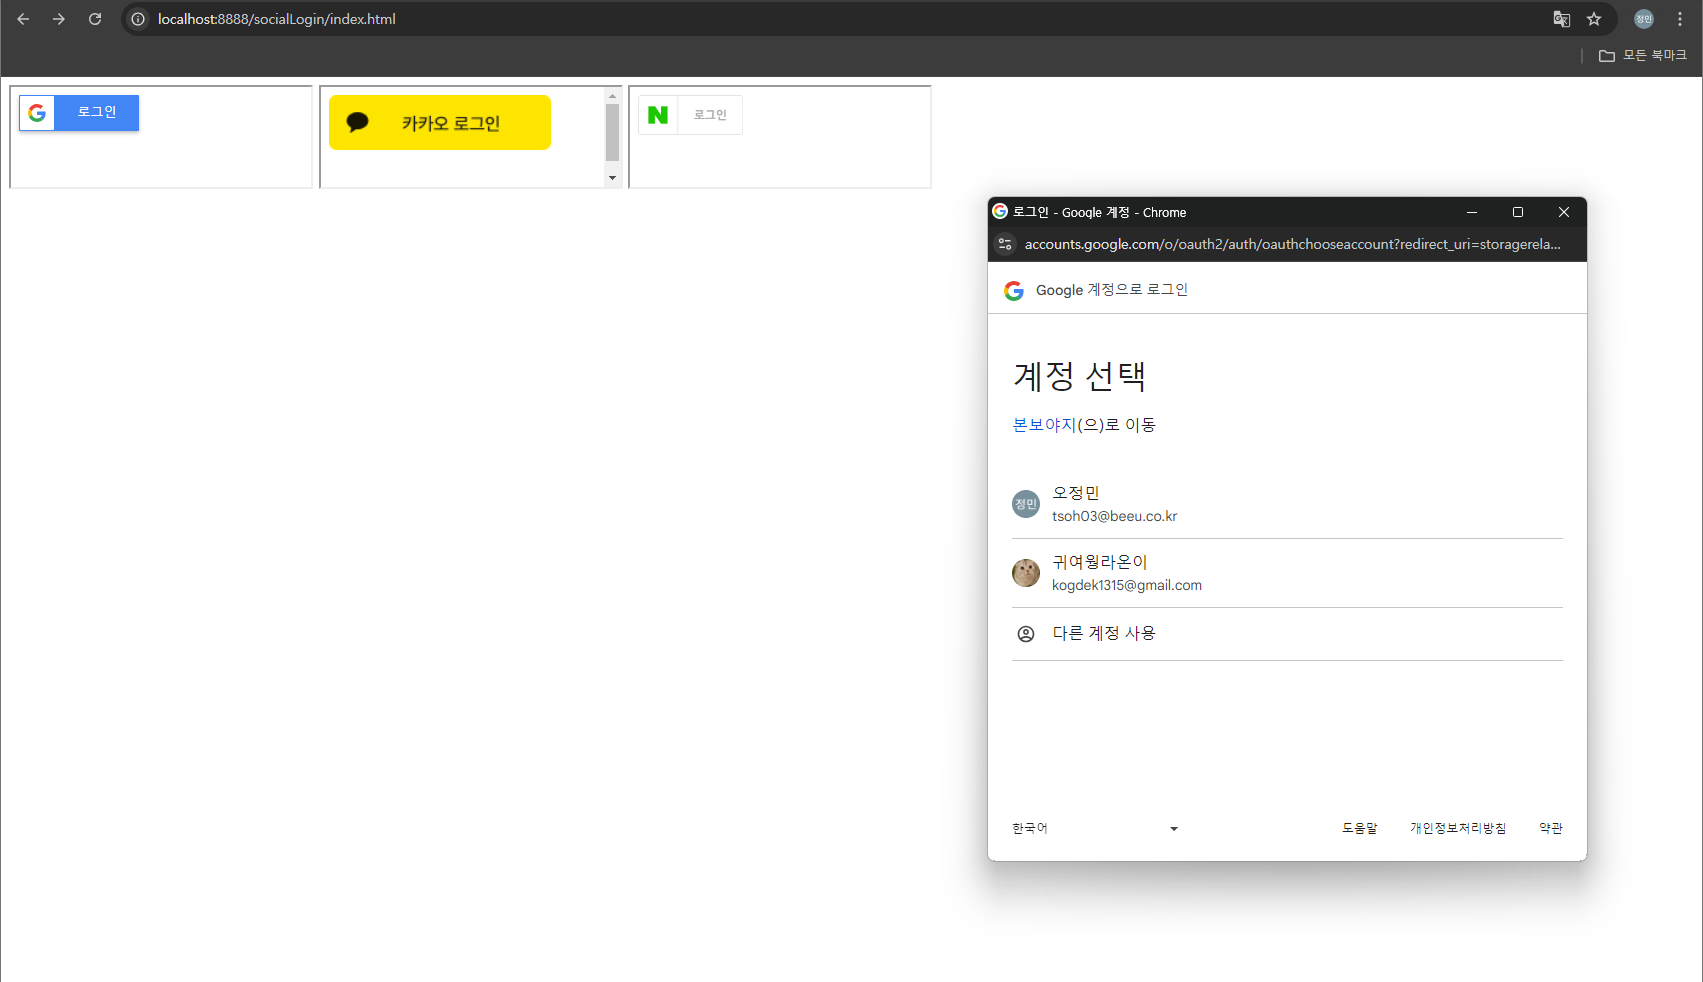 localhost:8888/socialLogin/index.html
정민
모든 북마크
로그인
카카오 로그인
로그인
로그인 - Google 계정 - Chrome
accounts.google.com/o/oauth2/auth/oauthchooseaccount?redirect_uri=storagerela...
Google 계정으로 로그인
계정 선택
본보야지(으)로 이동
정민
오정민
tsoh03@beeu.co.kr
귀여웡라온이
kogdek1315@gmail.com
다른 계정 사용
한국어
도움말
개인정보처리방침
약관